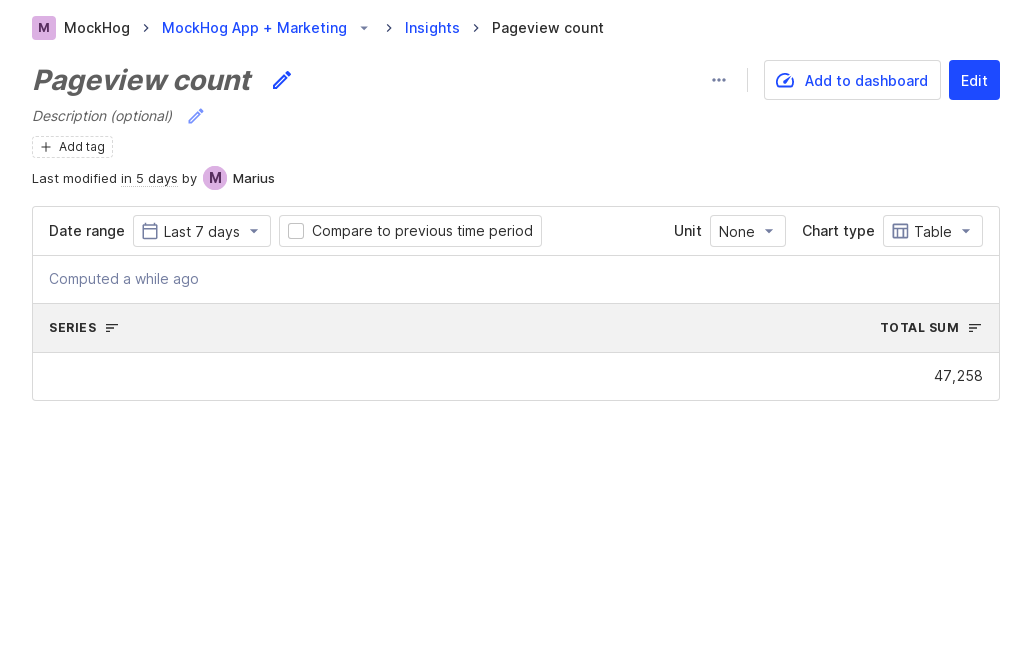 M MockHog > MockHog App + Marketing > Insights > Pageview count
Pageview count
Add to dashboard Edit
Description (optional)
Add tag
Last modified in 5 days by M Marius
Date range Last 7 days Compare to previous time period Unit None Chart type Table
Computed a while ago
SERIES TOTAL SUM
47,258